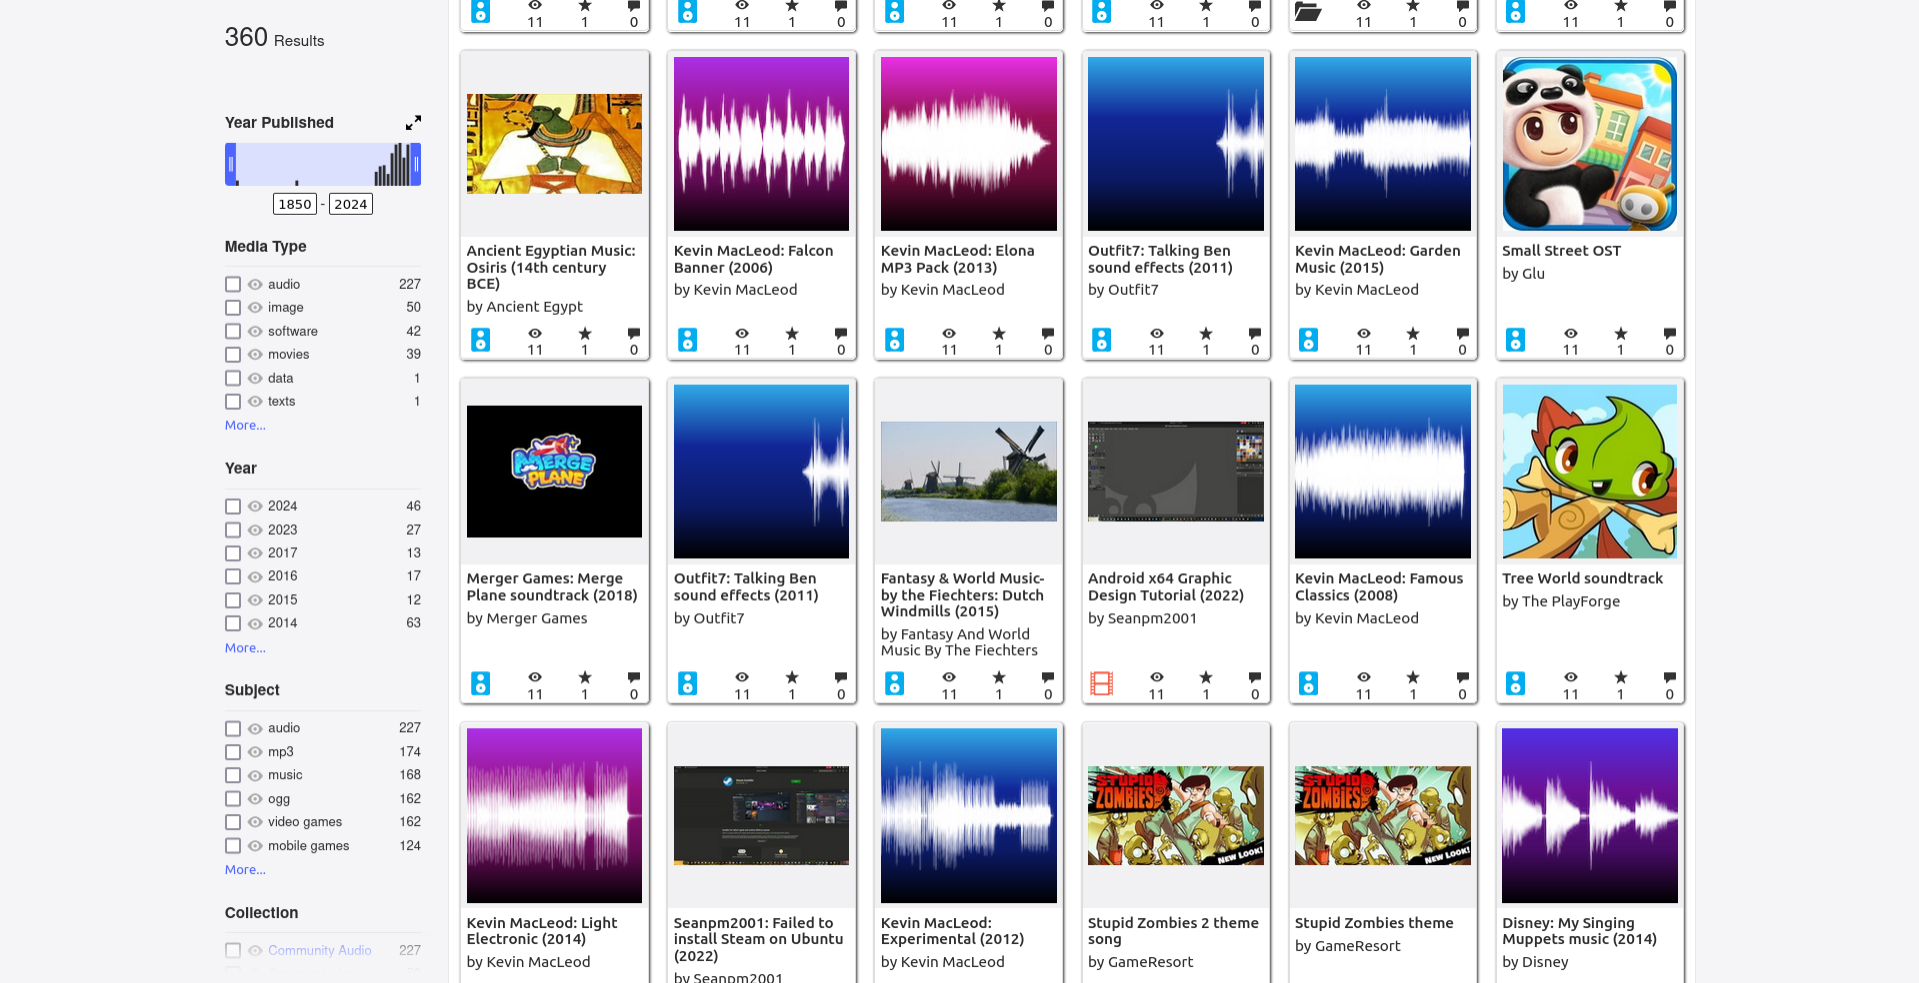 360 Results
Year Published
1850 - 2024
Media Type
audio 227
image 50
software 42
movies 39
data 1
texts 1
More...
Year
2024 46
2023 27
2017 13
2016 17
2015 12
2014 63
More...
Subject
audio 227
mp3 174
music 168
ogg 162
video games 162
mobile games 124
More...
Collection
Community Audio 227
11 1 0
11 1 0
11 1 0
11 1 0
11 1 0
11 1 0
Ancient Egyptian Music:
Osiris (14th century
BCE)
by Ancient Egypt
11 1 0
Kevin MacLeod: Falcon
Banner (2006)
by Kevin MacLeod
11 1 0
Kevin MacLeod: Elona
MP3 Pack (2013)
by Kevin MacLeod
11 1 0
Outfit7: Talking Ben
sound effects (2011)
by Outfit7
11 1 0
Kevin MacLeod: Garden
Music (2015)
by Kevin MacLeod
11 1 0
Small Street OST
by Glu
11 1 0
MERGE
PLANE
Merger Games: Merge
Plane soundtrack (2018)
by Merger Games
11 1 0
Outfit7: Talking Ben
sound effects (2011)
by Outfit7
11 1 0
Fantasy & World Music-
by the Fiechters: Dutch
Windmills (2015)
by Fantasy And World
Music By The Fiechters
11 1 0
Android x64 Graphic
Design Tutorial (2022)
by Seanpm2001
11 1 0
Kevin MacLeod: Famous
Classics (2008)
by Kevin MacLeod
11 1 0
Tree World soundtrack
by The PlayForge
11 1 0
Kevin MacLeod: Light
Electronic (2014)
by Kevin MacLeod
Seanpm2001: Failed to
install Steam on Ubuntu
(2022)
by Seanpm2001
Kevin MacLeod:
Experimental (2012)
by Kevin MacLeod
STUPID
ZOMBIES
NEW LOOK!
Stupid Zombies 2 theme
song
by GameResort
STUPID
ZOMBIES
NEW LOOK!
Stupid Zombies theme
by GameResort
Disney: My Singing
Muppets music (2014)
by Disney